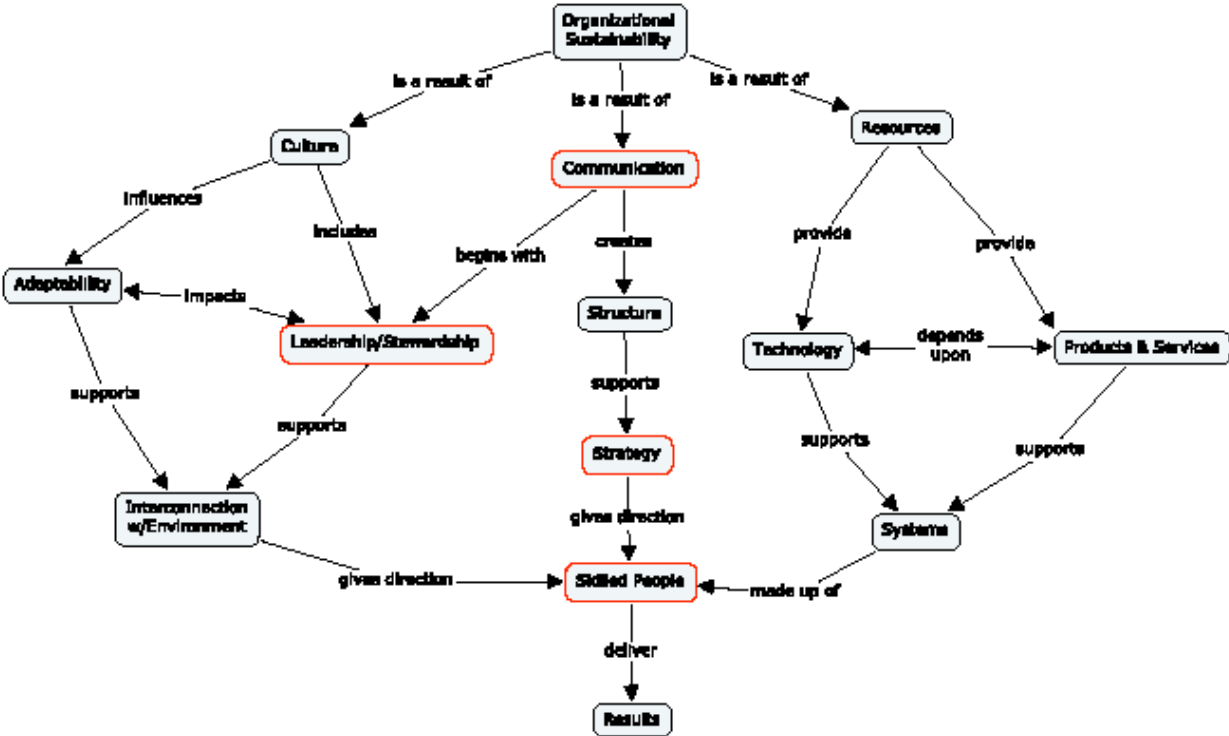 Organizational
Sustainability
is a result of
is a result of
is a result of
Culture
Communication
Resources
influences
includes
begins with
creates
provide
provide
Adaptability
impacts
Leadership/Stewardship
Structure
Technology
depends
upon
Products & Services
supports
supports
supports
supports
supports
Strategy
Interconnection
w/Environment
gives direction
Systems
gives direction
Skilled People
made up of
deliver
Results